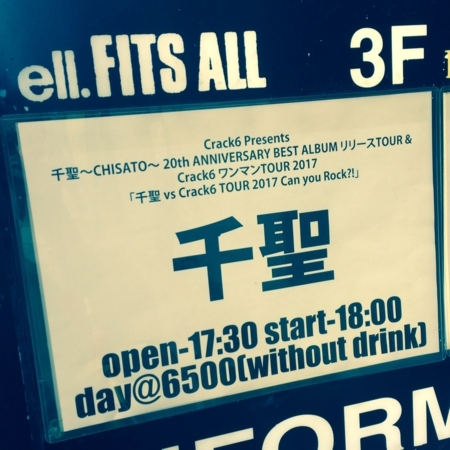 ell.FITS ALL 3F
Crack6 Presents
千聖～CHISATO～ 20th ANNIVERSARY BEST ALBUM リリースTOUR &
Crack6 ワンマンTOUR 2017
「千聖 vs Crack6 TOUR 2017 Can you Rock?!」
千聖
open-17:30 start-18:00
day@6500(without drink)